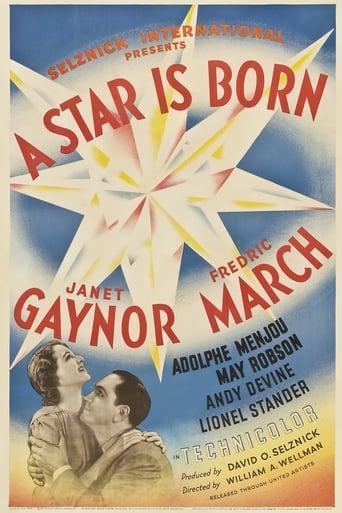 SELZNICK INTERNATIONAL
PRESENTS
A STAR IS BORN
JANET
GAYNOR
FREDRIC
MARCH
ADOLPHE MENJOU
MAY ROBSON
ANDY DEVINE
LIONEL STANDER
IN TECHNICOLOR
Produced by DAVID O. SELZNICK
Directed by WILLIAM A. WELLMAN
RELEASED THROUGH UNITED ARTISTS